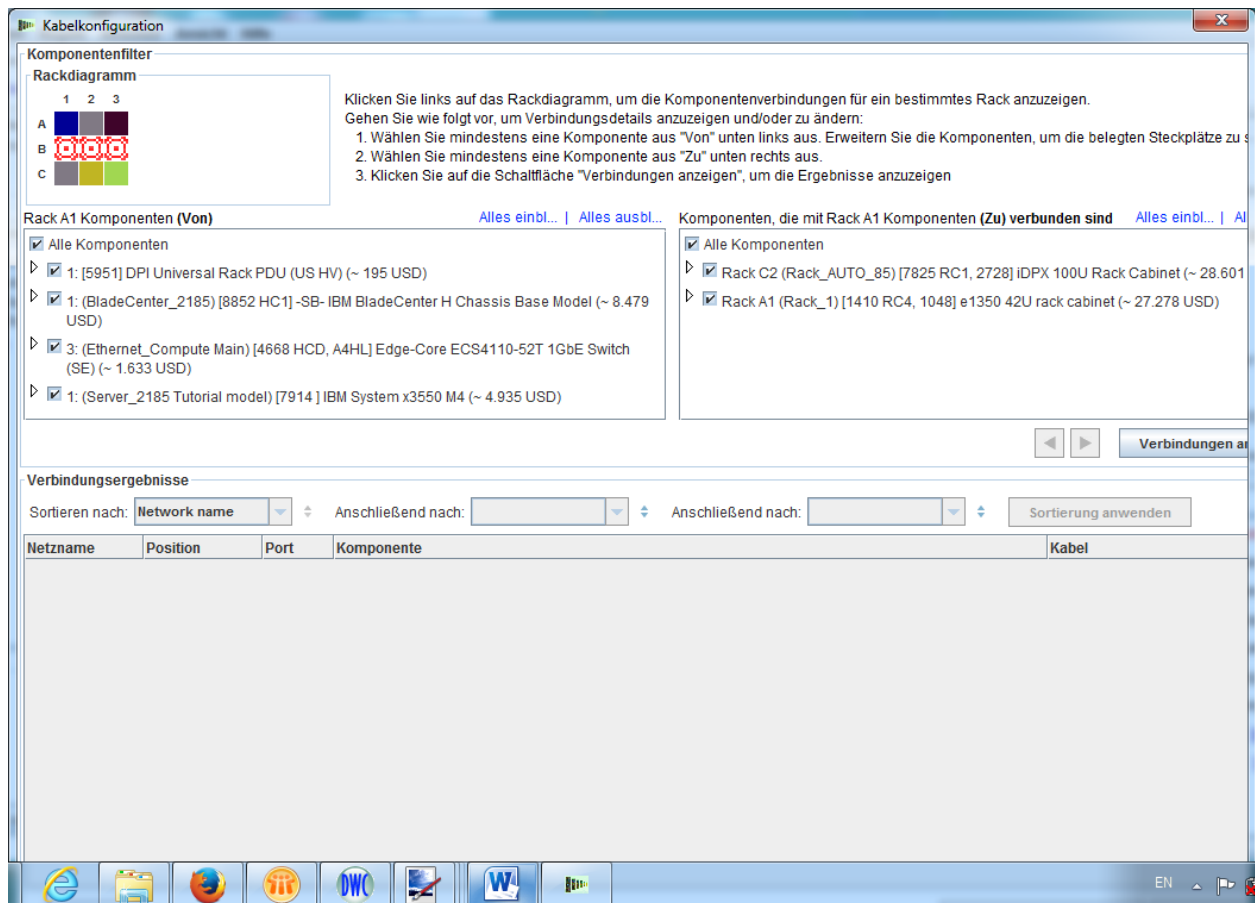 Kabelkonfiguration
Komponentenfilter
Rackdiagramm
1 2 3
A
B
C
Klicken Sie links auf das Rackdiagramm, um die Komponentenverbindungen für ein bestimmtes Rack anzuzeigen.
Gehen Sie wie folgt vor, um Verbindungsdetails anzuzeigen und/oder zu ändern:
1. Wählen Sie mindestens eine Komponente aus "Von" unten links aus. Erweitern Sie die Komponenten, um die belegten Steckplätze zu s
2. Wählen Sie mindestens eine Komponente aus "Zu" unten rechts aus.
3. Klicken Sie auf die Schaltfläche "Verbindungen anzeigen", um die Ergebnisse anzuzeigen
Rack A1 Komponenten (Von) Alles einbl... | Alles ausbl...
Alle Komponenten
1: [5951] DPI Universal Rack PDU (US HV) (~ 195 USD)
1: (BladeCenter_2185) [8852 HC1] -SB- IBM BladeCenter H Chassis Base Model (~ 8.479
USD)
3: (Ethernet_Compute Main) [4668 HCD, A4HL] Edge-Core ECS4110-52T 1GbE Switch
(SE) (~ 1.633 USD)
1: (Server_2185 Tutorial model) [7914 ] IBM System x3550 M4 (~ 4.935 USD)
Komponenten, die mit Rack A1 Komponenten (Zu) verbunden sind Alles einbl... | Al
Alle Komponenten
Rack C2 (Rack_AUTO_85) [7825 RC1, 2728] iDPX 100U Rack Cabinet (~ 28.601
Rack A1 (Rack_1) [1410 RC4, 1048] e1350 42U rack cabinet (~ 27.278 USD)
Verbindungen an
Verbindungsergebnisse
Sortieren nach: Network name Anschließend nach: Anschließend nach: Sortierung anwenden
Netzname Position Port Komponente Kabel
DWC
W
EN